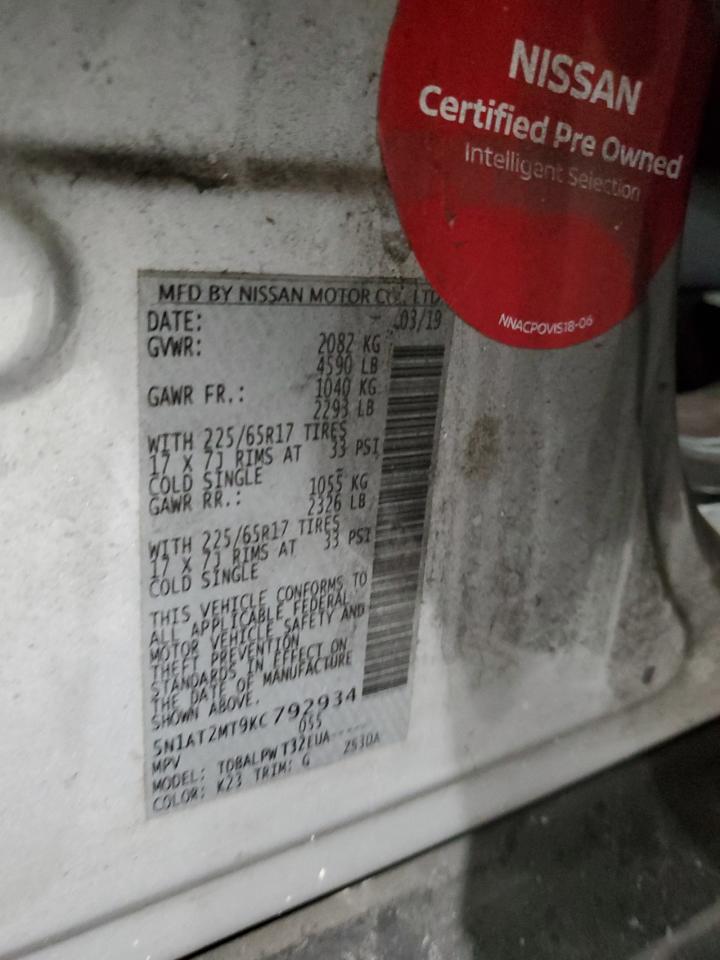 NISSAN
Certified Pre Owned
Intelligent Selection
NNACPOVIS18-06
MFD BY NISSAN MOTOR CO., LTD
DATE: 03/19
GVWR: 2082 KG
4590 LB
GAWR FR.: 1040 KG
2293 LB
WITH 225/65R17 TIRES
17 X 7J RIMS AT 33 PSI
COLD SINGLE
GAWR RR.: 1055 KG
2326 LB
WITH 225/65R17 TIRES
17 X 7J RIMS AT 33 PSI
COLD SINGLE
THIS VEHICLE CONFORMS TO
ALL APPLICABLE FEDERAL
MOTOR VEHICLE SAFETY AND
THEFT PREVENTION
STANDARDS IN EFFECT ON
THE DATE OF MANUFACTURE
SHOWN ABOVE.
5N1AT2MT9KC792934
MPV 055
MODEL: TDBALPW T32EUA-----
COLOR: K23 TRIM: G